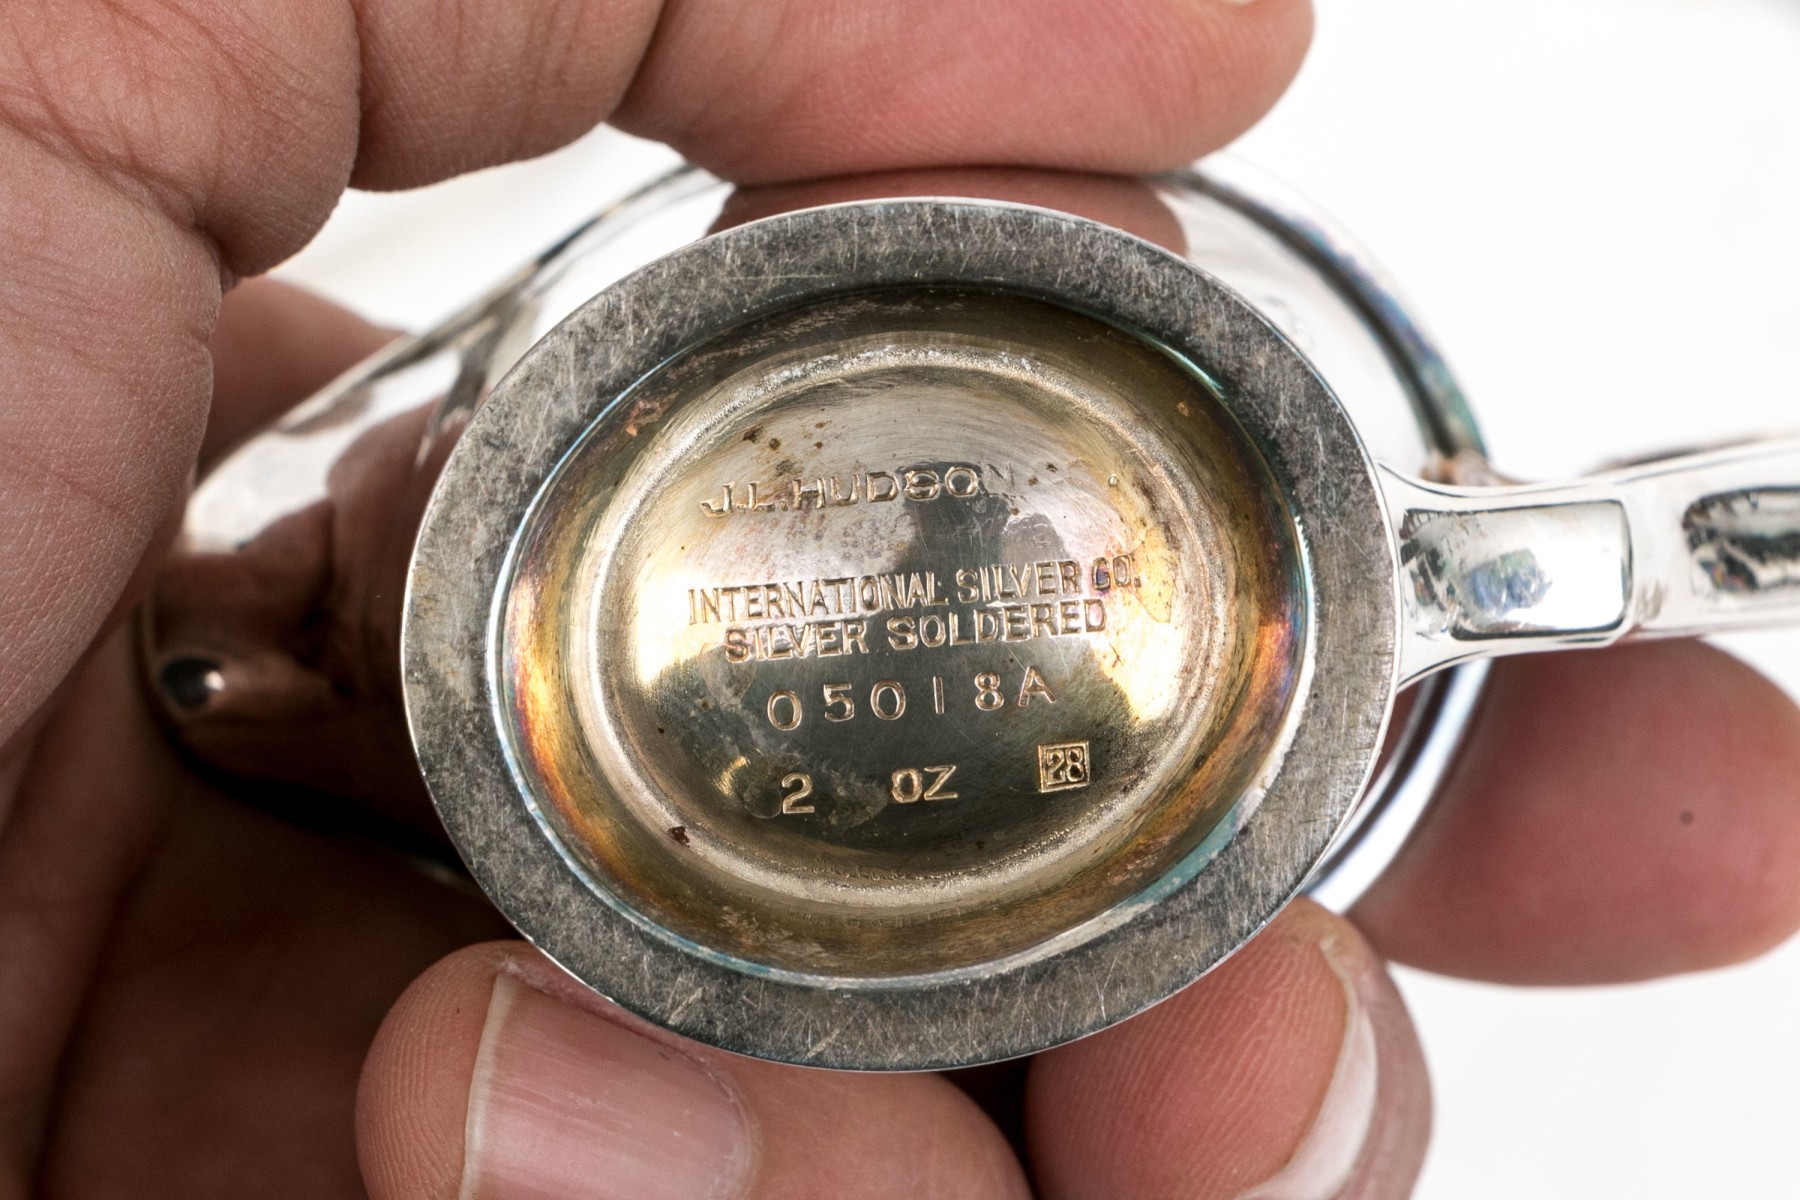 J.L.HUDSON
INTERNATIONAL SILVER CO.
SILVER SOLDERED
05018A
2 OZ 28